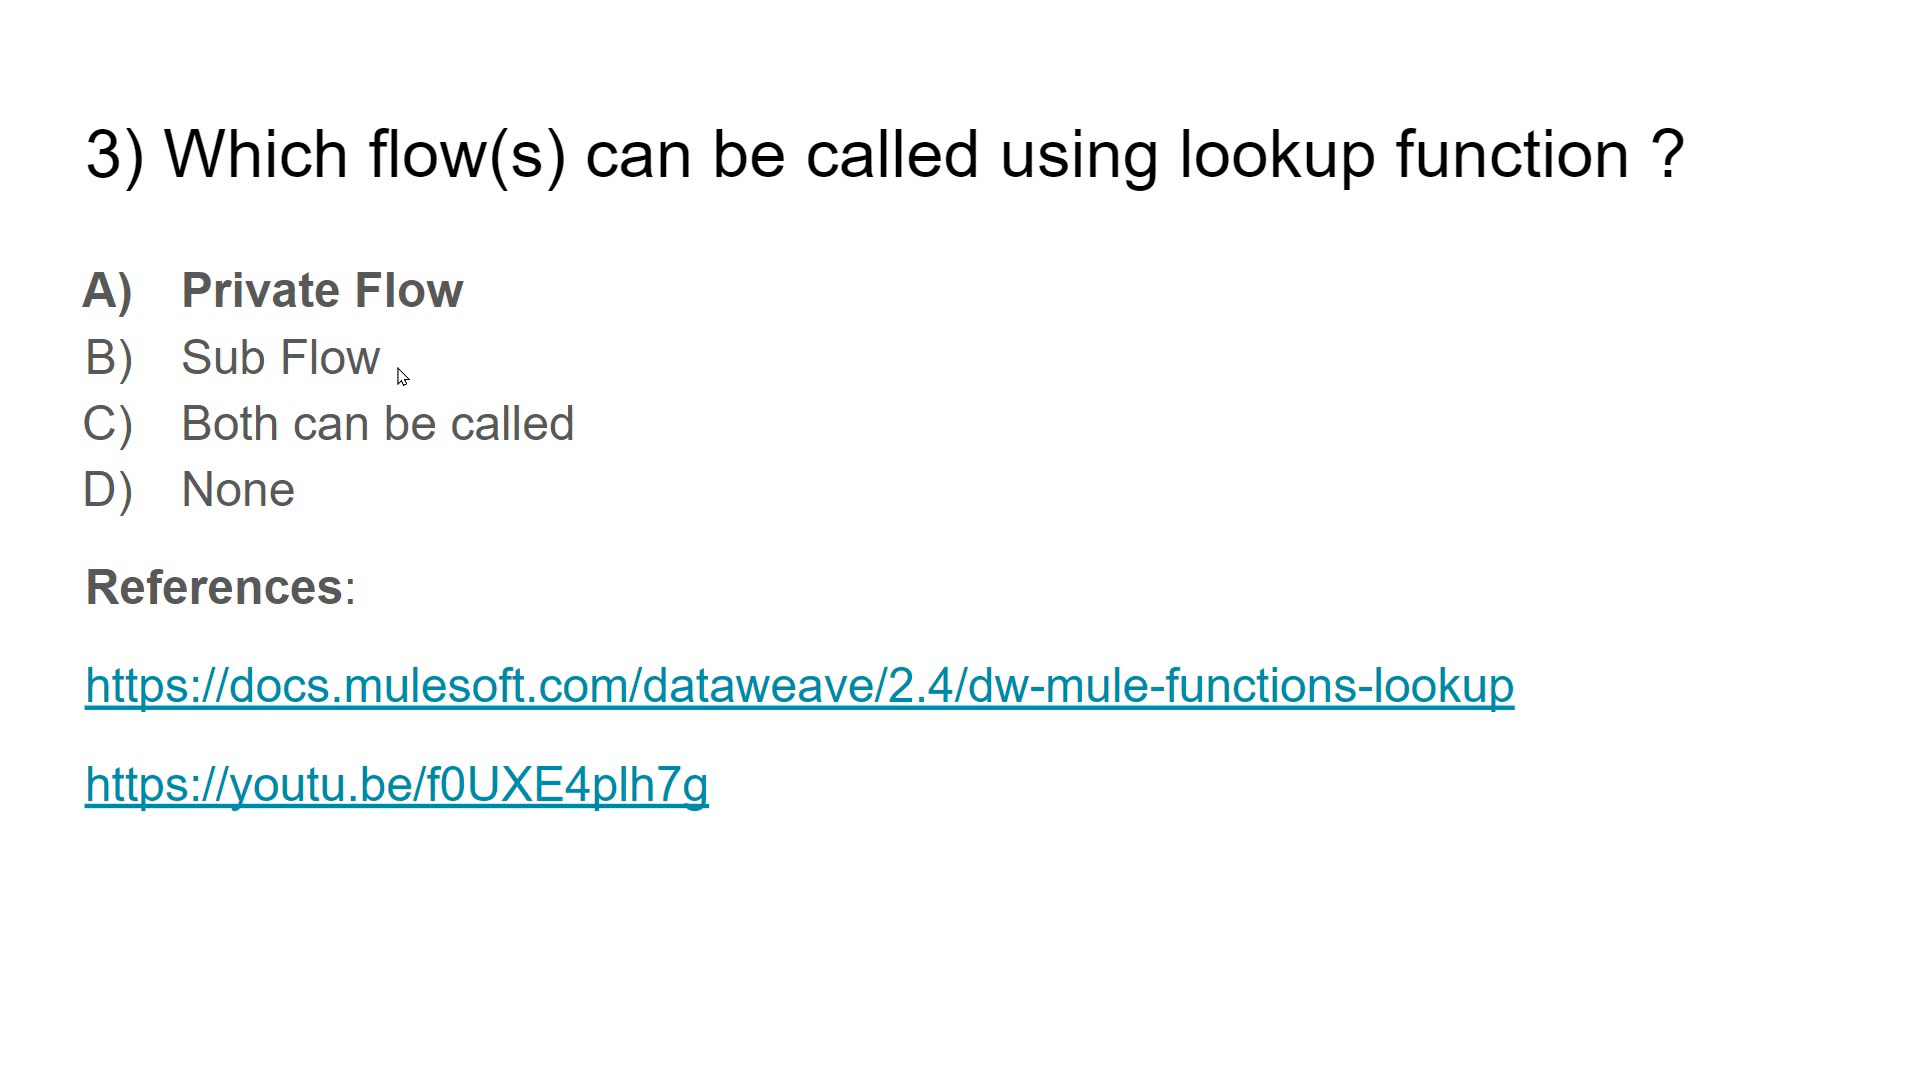 3) Which flow(s) can be called using lookup function ?
A) Private Flow
B) Sub Flow
C) Both can be called
D) None
References:
https://docs.mulesoft.com/dataweave/2.4/dw-mule-functions-lookup
https://youtu.be/f0UXE4plh7g